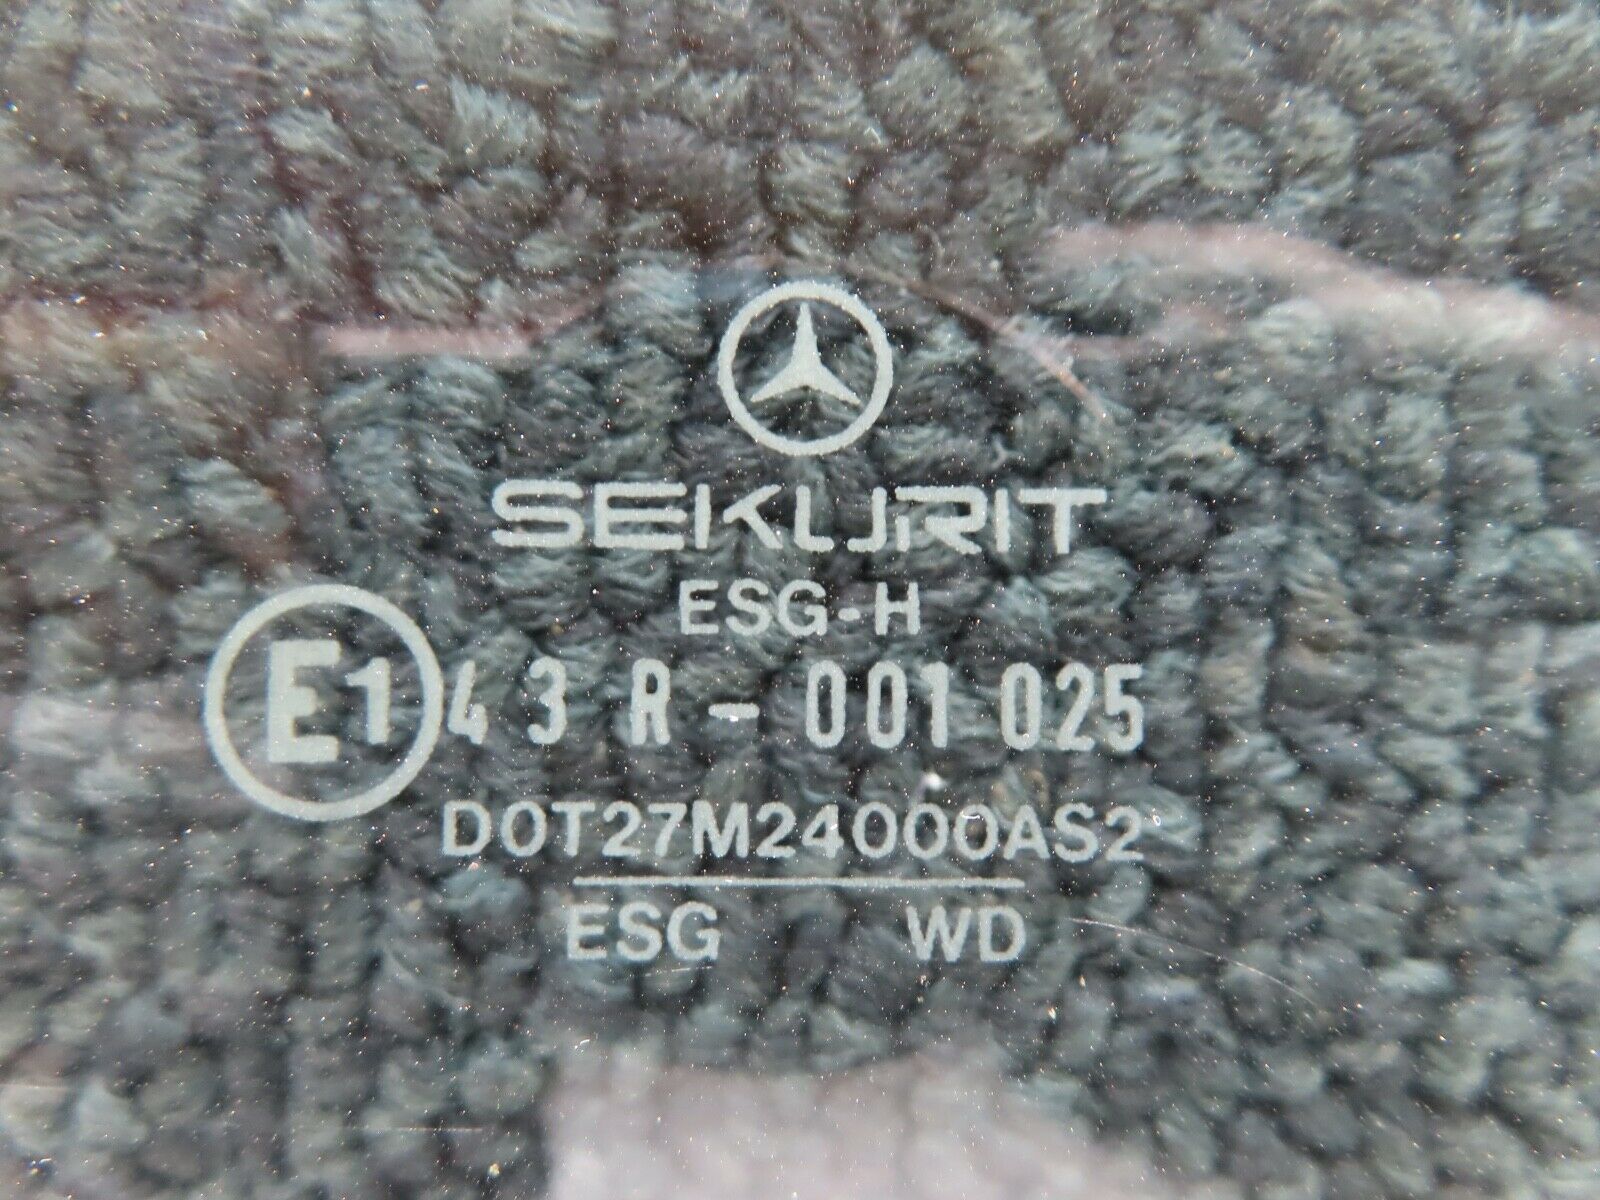 SEKURIT
ESG-H
E1 43 R - 001 025
DOT27M24000AS2
ESG WD